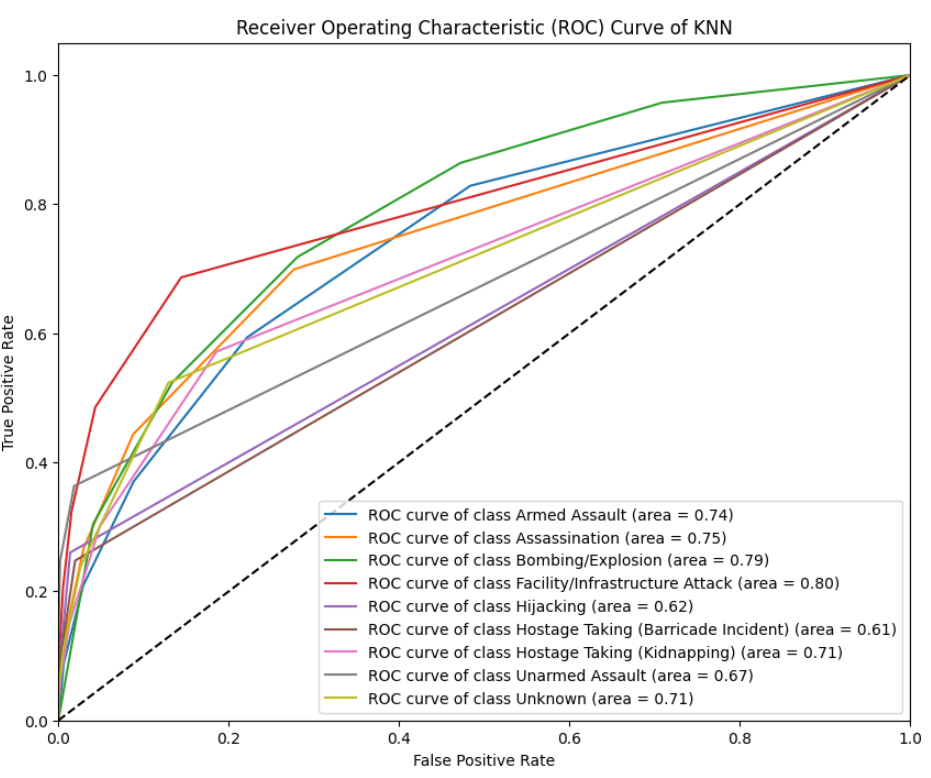 Receiver Operating Characteristic (ROC) Curve of KNN
1.0
0.8
0.6
0.4
0.2
0.0
True Positive Rate
ROC curve of class Armed Assault (area = 0.74)
ROC curve of class Assassination (area = 0.75)
ROC curve of class Bombing/Explosion (area = 0.79)
ROC curve of class Facility/Infrastructure Attack (area = 0.80)
ROC curve of class Hijacking (area = 0.62)
ROC curve of class Hostage Taking (Barricade Incident) (area = 0.61)
ROC curve of class Hostage Taking (Kidnapping) (area = 0.71)
ROC curve of class Unarmed Assault (area = 0.67)
ROC curve of class Unknown (area = 0.71)
0.0 0.2 0.4 0.6 0.8 1.0
False Positive Rate